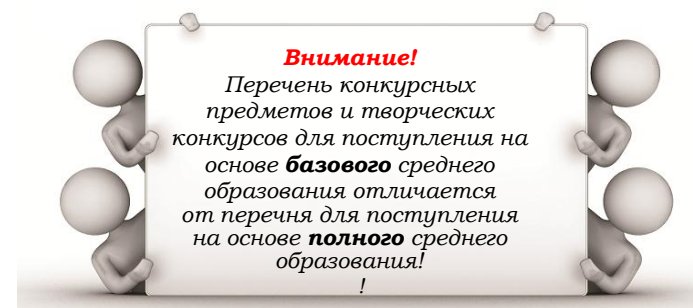 Внимание!
Перечень конкурсных
предметов и творческих
конкурсов для поступления на
основе базового среднего
образования отличается
от перечня для поступления
на основе полного среднего
образования!
!